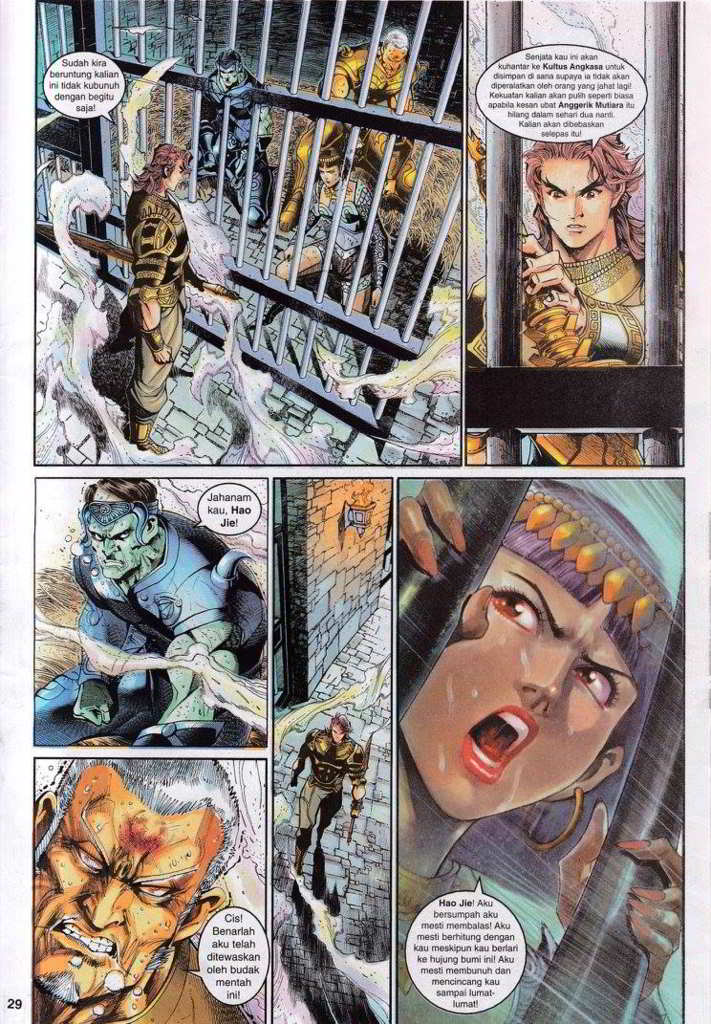 Sudah kira
beruntung kalian
ini tidak kubunuh
dengan begitu
saja!
Senjata kau ini akan
kuhantar ke Kultus Angkasa untuk
disimpan di sana supaya ia tidak akan
diperalatkan oleh orang yang jahat lagi!
Kekuatan kalian akan pulih seperti biasa
apabila kesan ubat Anggerik Mutiara itu
hilang dalam sehari dua nanti.
Kalian akan dibebaskan
selepas itu!
Jahanam
kau, Hao
Jie!
Cis!
Benarlah
aku telah
ditewaskan
oleh budak
mentah
ini!
Hao Jie! Aku
bersumpah aku
mesti membalas! Aku
mesti berhitung dengan
kau meskipun kau berlari
ke hujung bumi ini! Aku
mesti membunuh dan
mencincang kau
sampai lumat-
lumat!
29